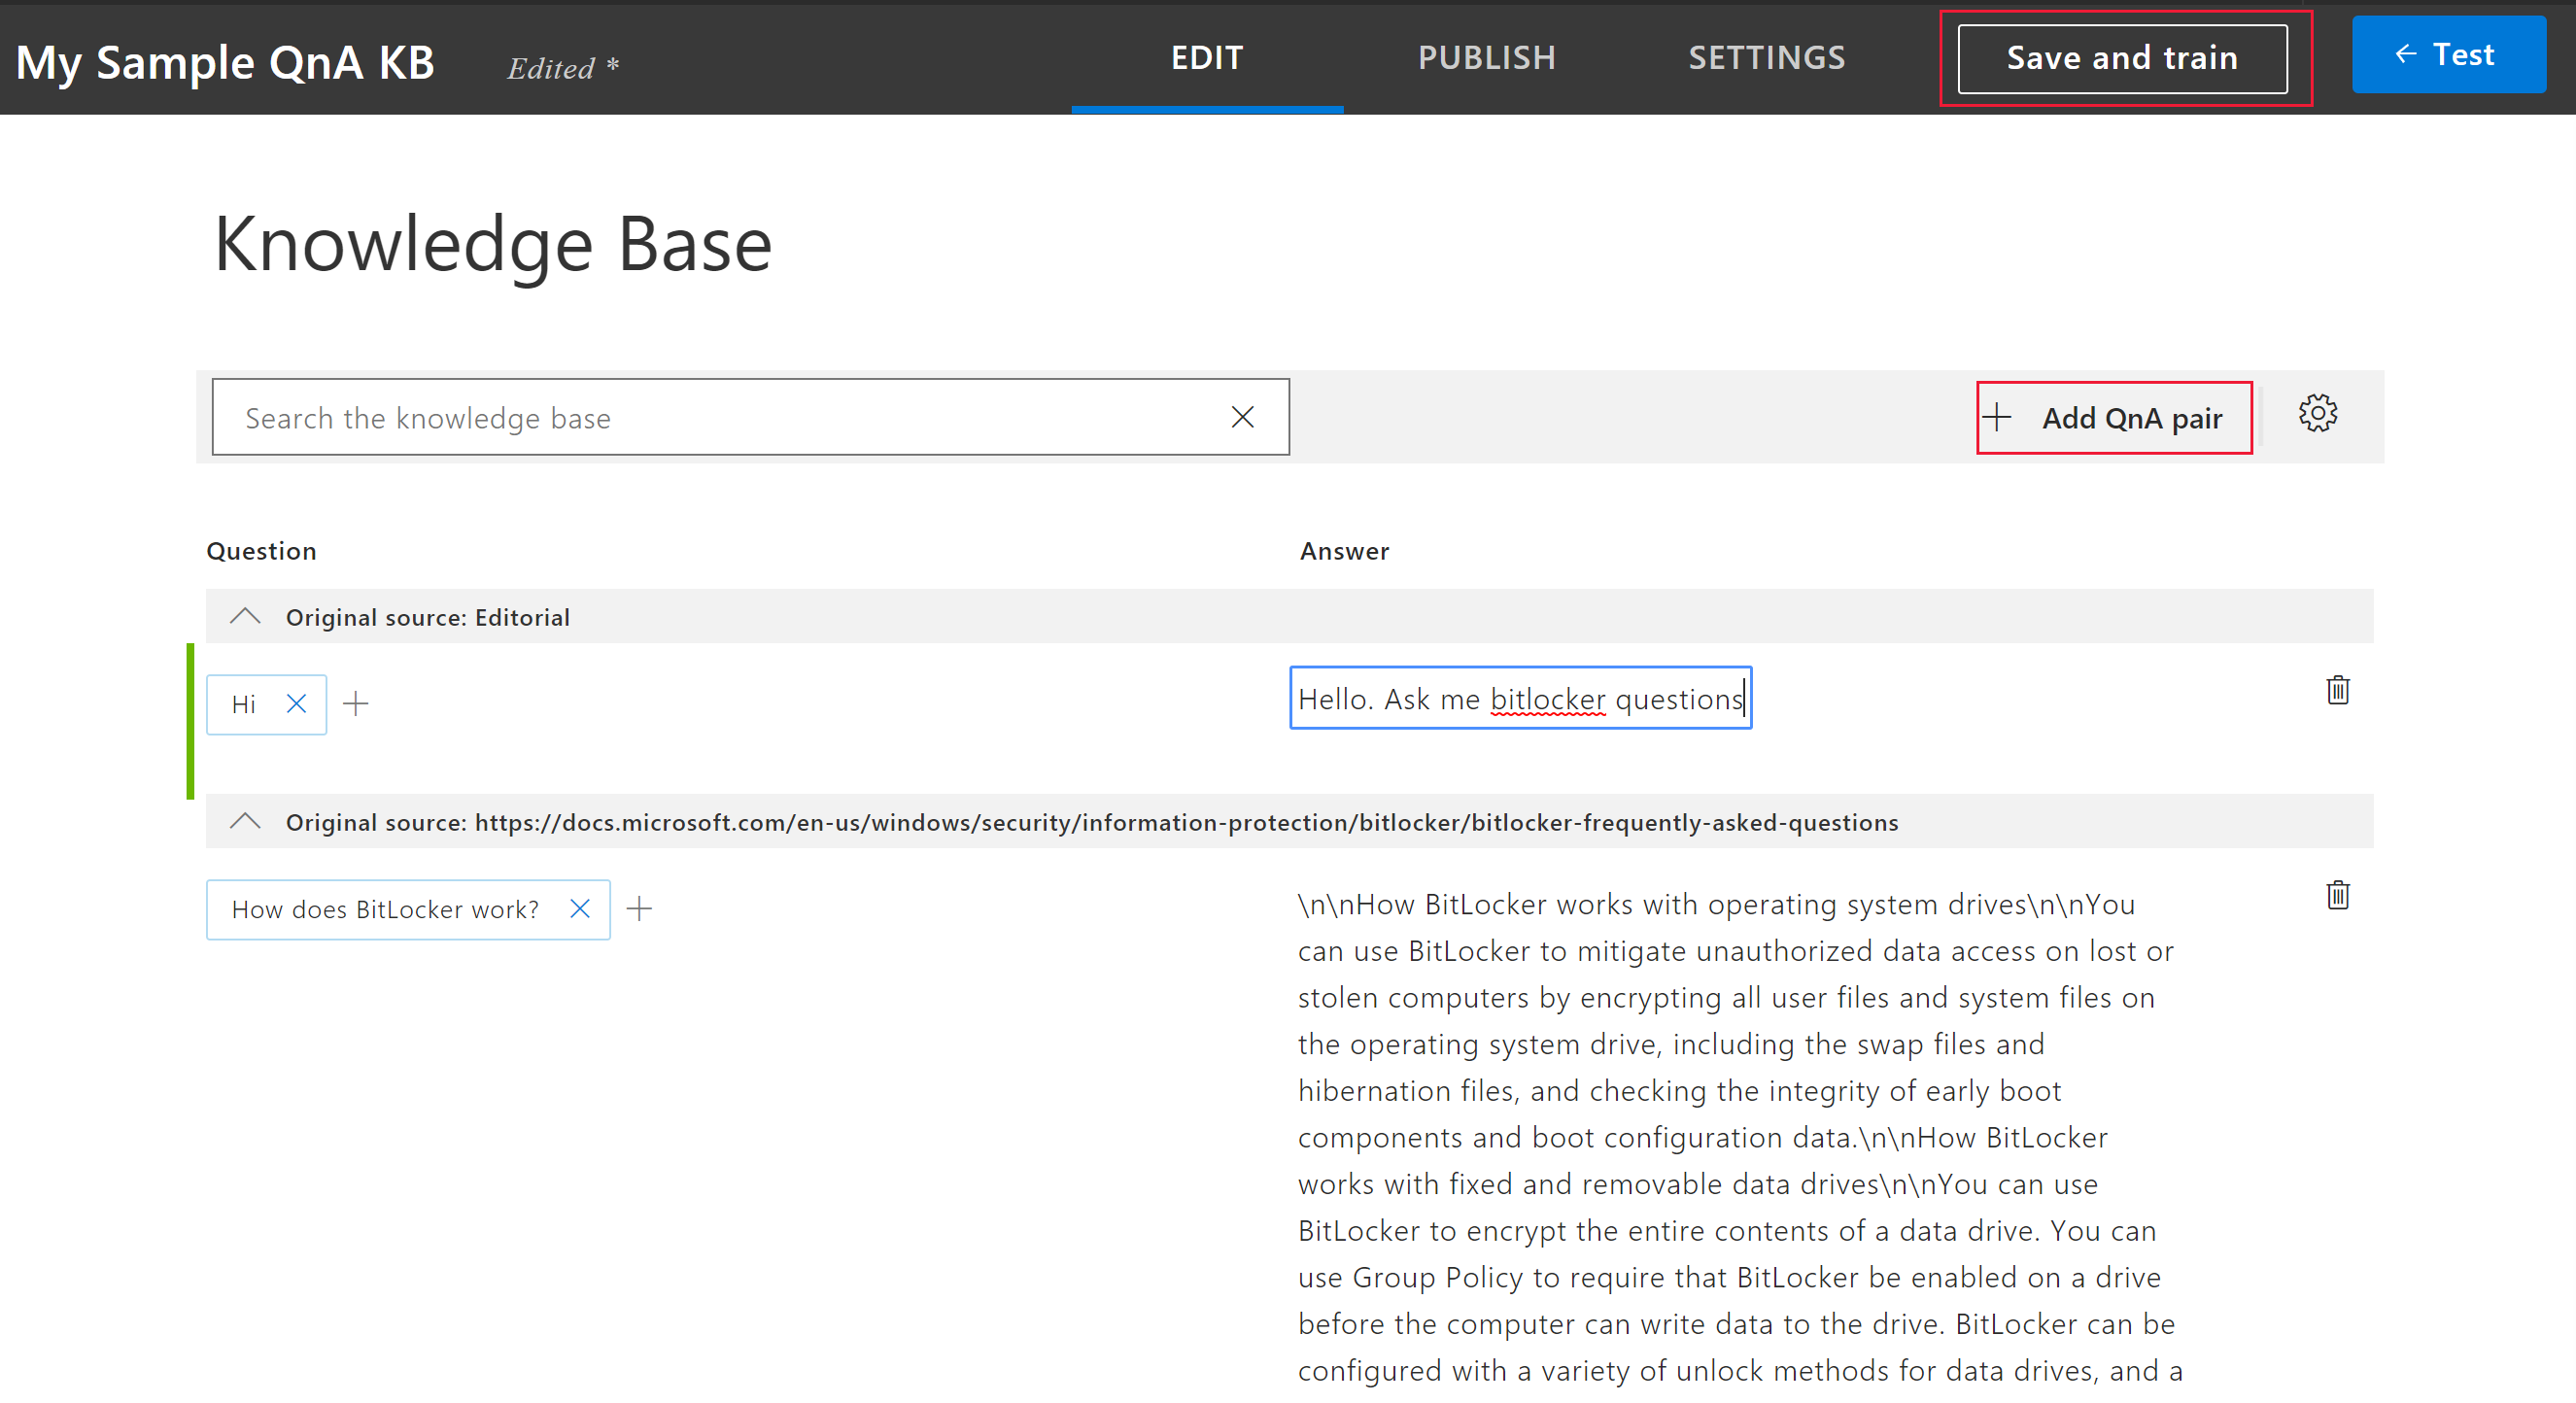 My Sample QnA KB
Edited *
EDIT
PUBLISH
SETTINGS
Save and train
← Test
Knowledge Base
Search the knowledge base
Add QnA pair
Question
Answer
Original source: Editorial
Hi
Hello. Ask me bitlocker questions
Original source: https://docs.microsoft.com/en-us/windows/security/information-protection/bitlocker/bitlocker-frequently-asked-questions
How does BitLocker work?
\n\nHow BitLocker works with operating system drives\n\nYou
can use BitLocker to mitigate unauthorized data access on lost or
stolen computers by encrypting all user files and system files on
the operating system drive, including the swap files and
hibernation files, and checking the integrity of early boot
components and boot configuration data.\n\nHow BitLocker
works with fixed and removable data drives\n\nYou can use
BitLocker to encrypt the entire contents of a data drive. You can
use Group Policy to require that BitLocker be enabled on a drive
before the computer can write data to the drive. BitLocker can be
configured with a variety of unlock methods for data drives, and a